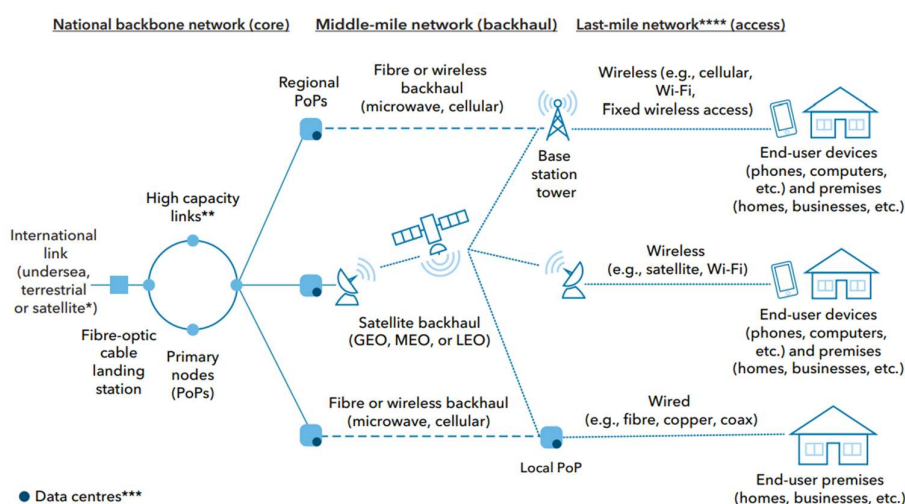 National backbone network (core)
Middle-mile network (backhaul)
Last-mile network**** (access)
Regional
PoPs
Fibre or wireless
backhaul
(microwave, cellular)
Wireless (e.g., cellular,
Wi-Fi,
Fixed wireless access)
Base
station
tower
End-user devices
(phones, computers,
etc.) and premises
(homes, businesses, etc.)
High capacity
links**
International
link
(undersea,
terrestrial
or satellite*)
Fibre-optic
cable
landing
station
Primary
nodes
(PoPs)
Satellite backhaul
(GEO, MEO, or LEO)
Wireless
(e.g., satellite, Wi-Fi)
End-user devices
(phones, computers,
etc.) and premises
(homes, businesses, etc.)
Fibre or wireless backhaul
(microwave, cellular)
Wired
(e.g., fibre, copper, coax)
Local PoP
End-user premises
(homes, businesses, etc.)
Data centres***